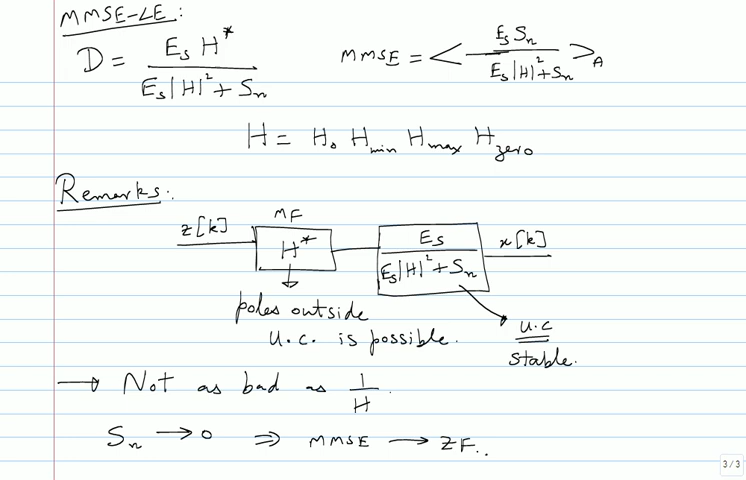 MMSE-LE:
D = E_s H^* / (E_s|H|^2 + S_n)    MMSE = < E_s S_n / (E_s|H|^2 + S_n) >_A
H = H_0 H_min H_max H_zero
Remarks:
z[k] MF H^* E_s / (E_s|H|^2 + S_n) x[k]
poles outside
u.c. is possible.
u.c
stable.
→ Not as bad as 1/H.
S_n → 0 ⇒ MMSE → ZF..
3/3